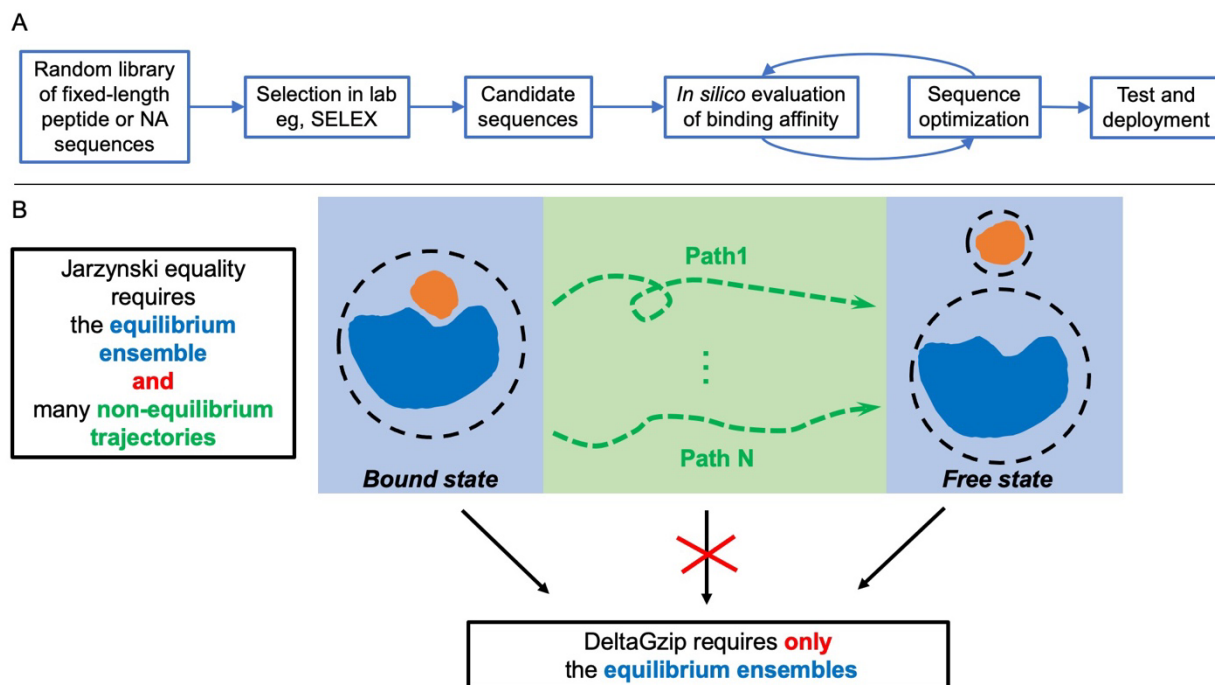 A
Random library
of fixed-length
peptide or NA
sequences
Selection in lab
eg, SELEX
Candidate
sequences
In silico evaluation
of binding affinity
Sequence
optimization
Test and
deployment
B
Jarzynski equality
requires
the equilibrium
ensemble
and
many non-equilibrium
trajectories
Path1
Path N
Bound state
Free state
DeltaGzip requires only
the equilibrium ensembles